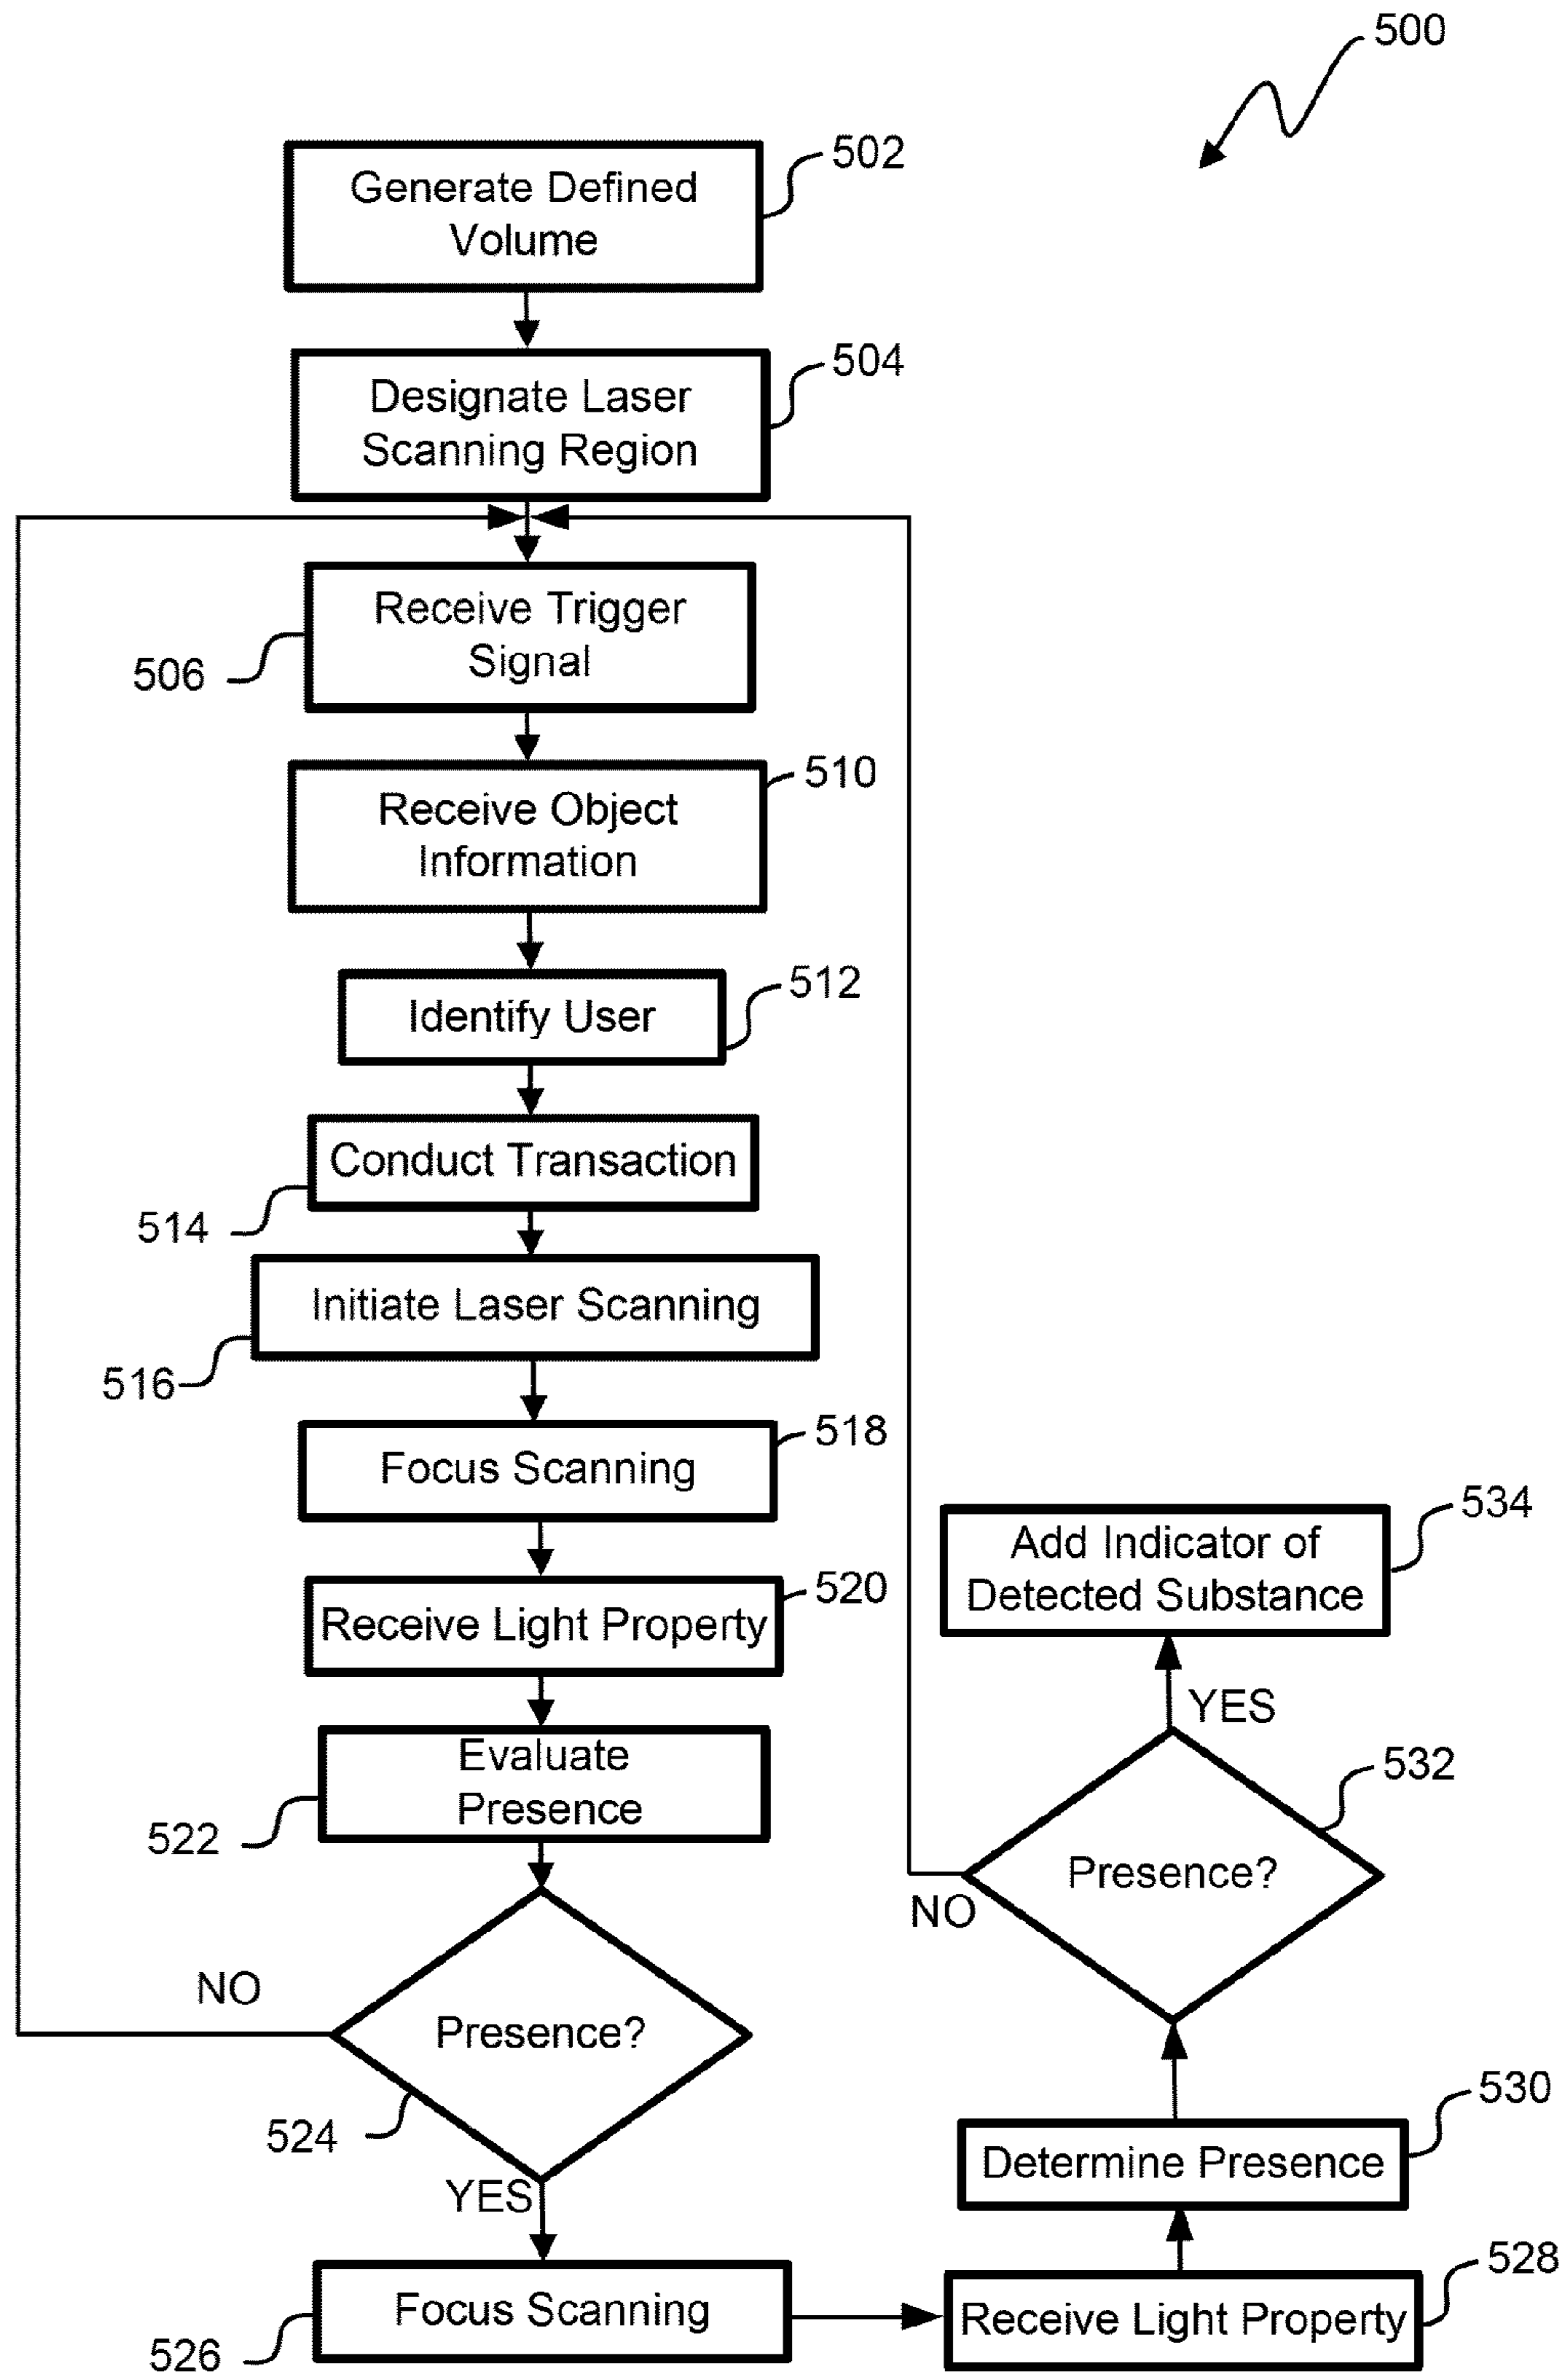 500
502
Generate Defined
Volume
504
Designate Laser
Scanning Region
Receive Trigger
Signal
506
510
Receive Object
Information
512
Identify User
Conduct Transaction
514
Initiate Laser Scanning
516
518
Focus Scanning
520
Receive Light Property
Evaluate
Presence
522
NO
Presence?
524
YES
Focus Scanning
526
528
Receive Light Property
530
Determine Presence
532
Presence?
NO
YES
534
Add Indicator of
Detected Substance